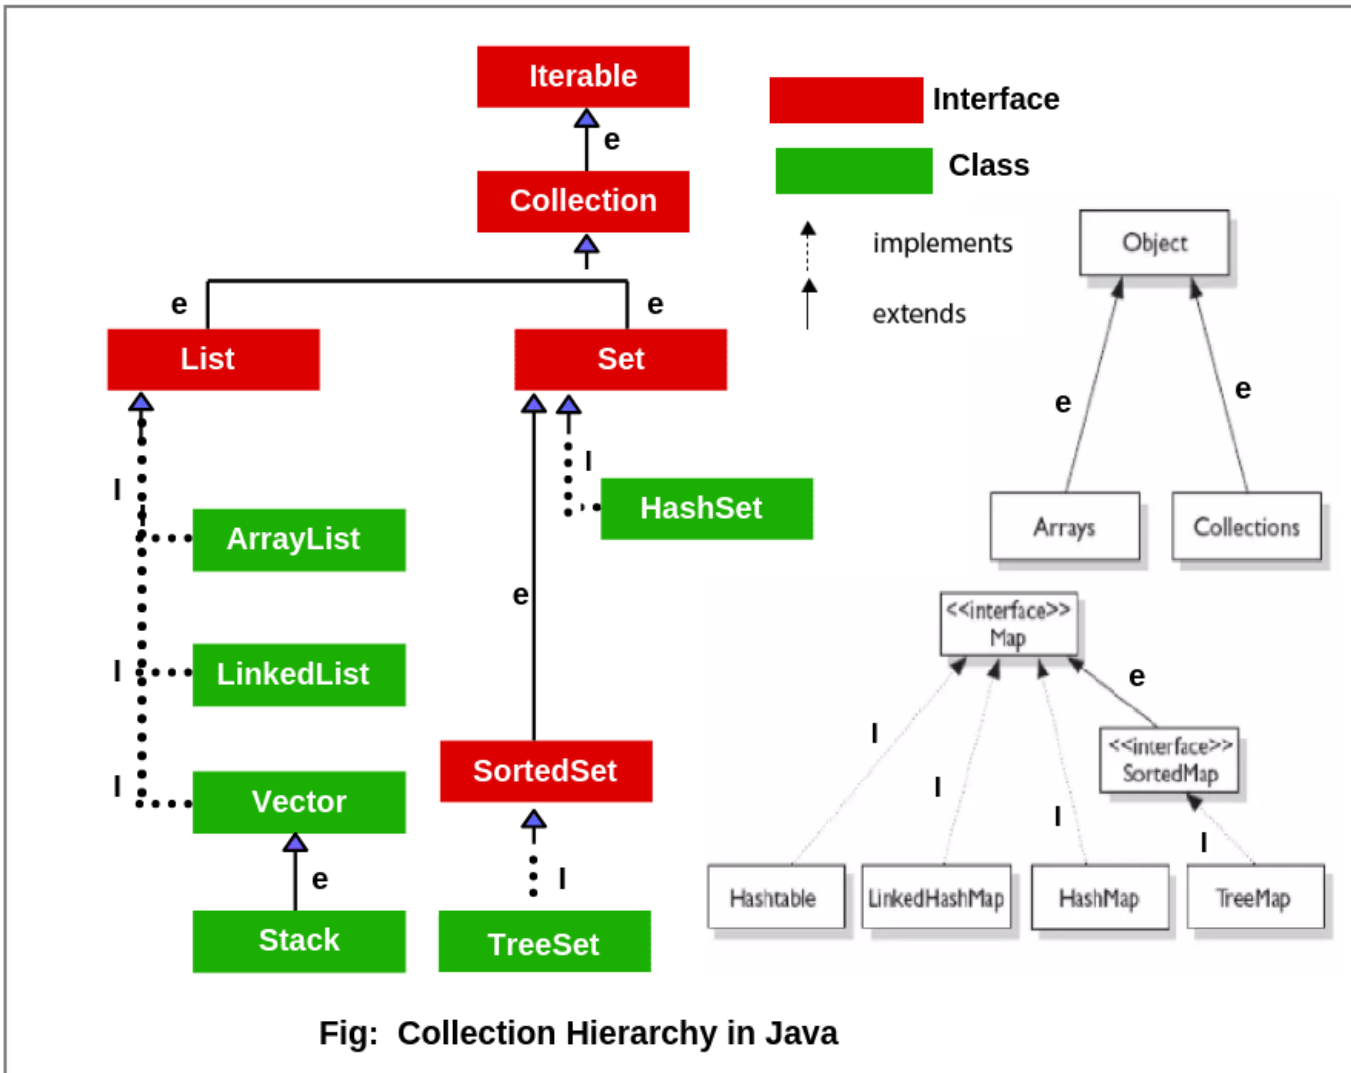 Iterable
e
Collection
Interface
Class
implements
extends
e
e
List
Set
Object
e
e
Arrays
Collections
I
I
HashSet
ArrayList
e
<<interface>>
Map
e
I
LinkedList
I
<<interface>>
SortedMap
SortedSet
I
Vector
I
I
I
e
I
Hashtable
LinkedHashMap
HashMap
TreeMap
Stack
TreeSet
Fig: Collection Hierarchy in Java